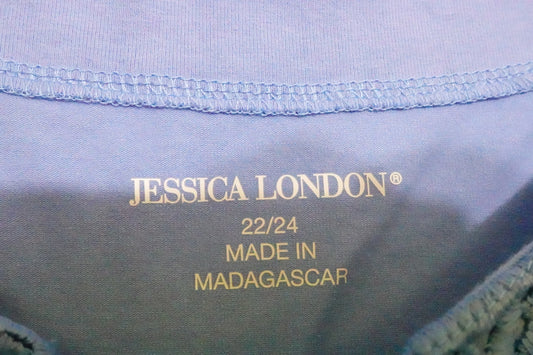 JESSICA LONDON®
22/24
MADE IN
MADAGASCAR